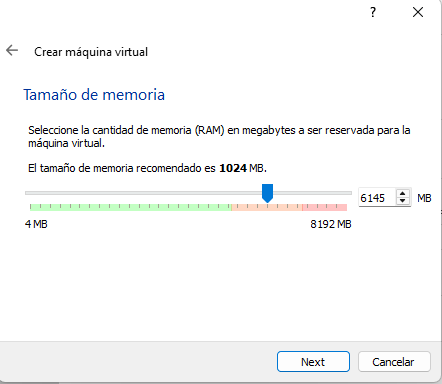 ?
Crear máquina virtual
Tamaño de memoria
Seleccione la cantidad de memoria (RAM) en megabytes a ser reservada para la
máquina virtual.
El tamaño de memoria recomendado es 1024 MB.
6145 MB
4 MB 8192 MB
Next Cancelar